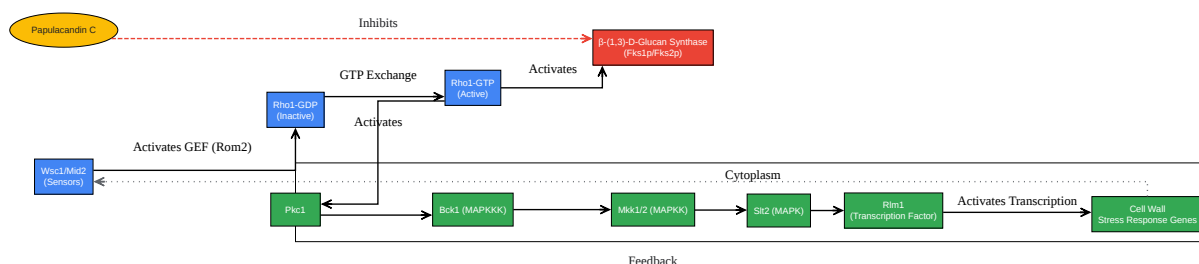 Papulacandin C
Inhibits
β-(1,3)-D-Glucan Synthase
(Fks1p/Fks2p)
GTP Exchange
Rho1-GTP
(Active)
Activates
Rho1-GDP
(Inactive)
Activates
Activates GEF (Rom2)
Wsc1/Mid2
(Sensors)
Cytoplasm
Pkc1
Bck1 (MAPKKK)
Mkk1/2 (MAPKK)
Slt2 (MAPK)
Rlm1
(Transcription Factor)
Activates Transcription
Cell Wall
Stress Response Genes
Feedback